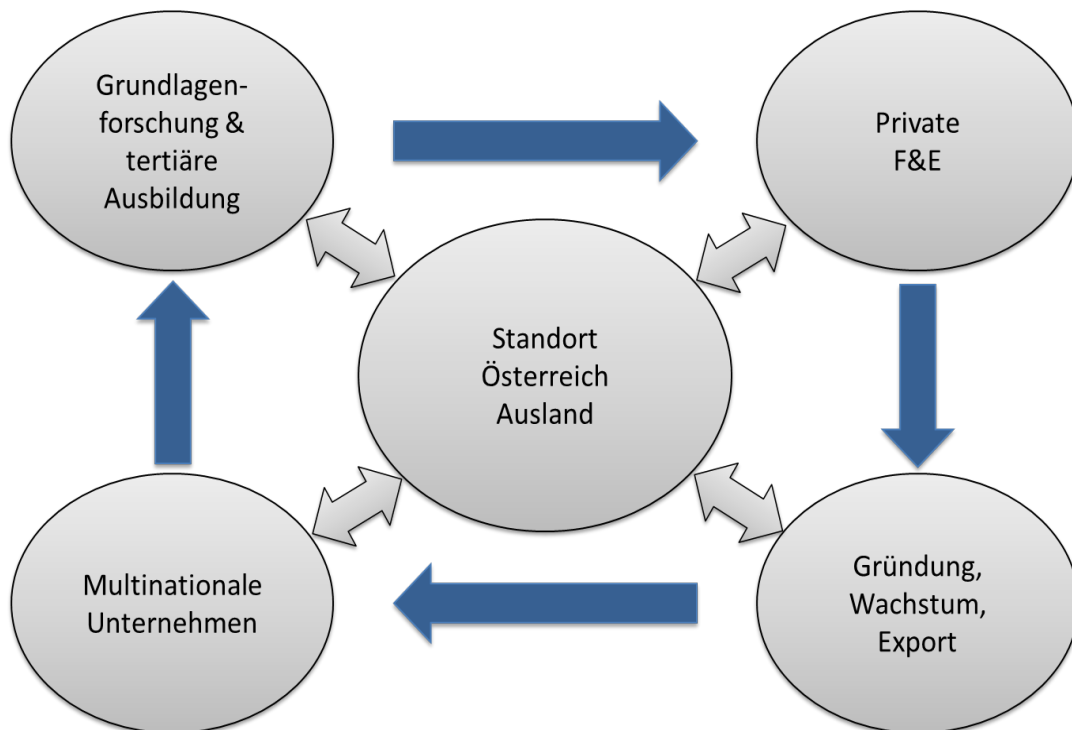 Grundlagen-
forschung &
tertiäre
Ausbildung
Private
F&E
Standort
Österreich
Ausland
Multinationale
Unternehmen
Gründung,
Wachstum,
Export